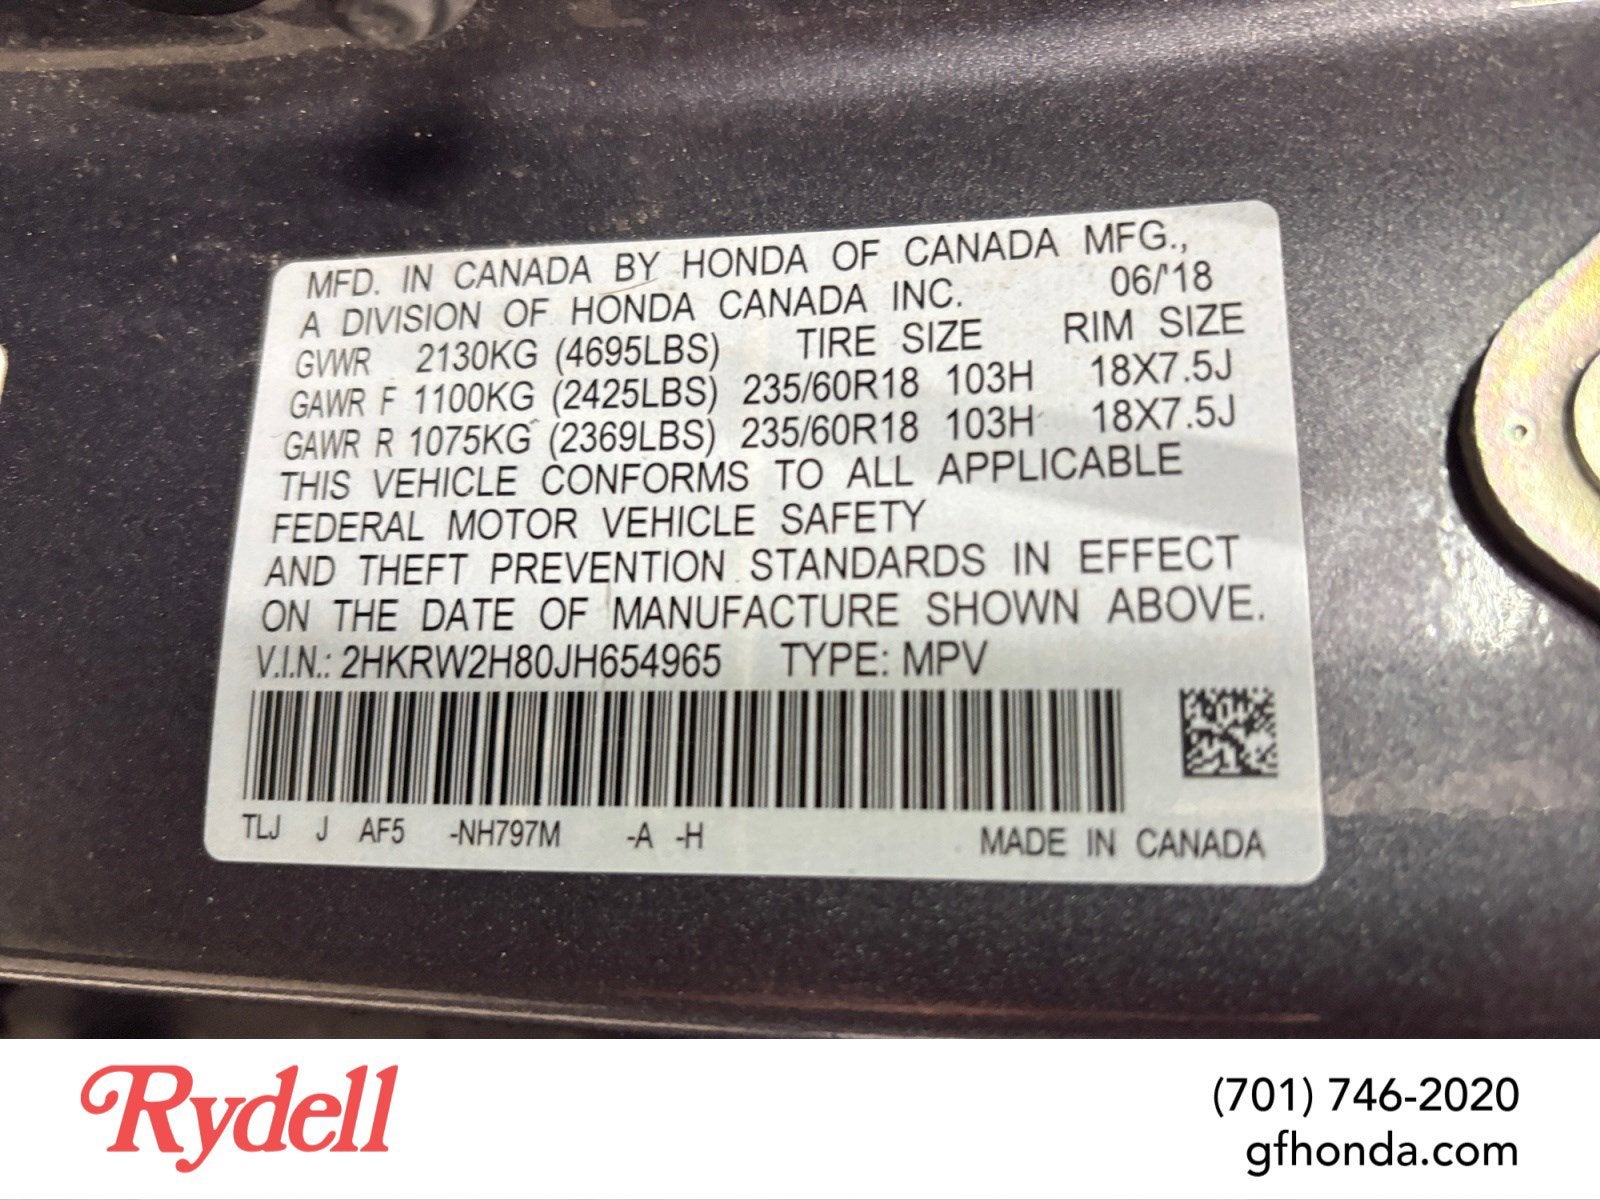 MFD. IN CANADA BY HONDA OF CANADA MFG.,
A DIVISION OF HONDA CANADA INC. 06/'18
GVWR 2130KG (4695LBS) TIRE SIZE RIM SIZE
GAWR F 1100KG (2425LBS) 235/60R18 103H 18X7.5J
GAWR R 1075KG (2369LBS) 235/60R18 103H 18X7.5J
THIS VEHICLE CONFORMS TO ALL APPLICABLE
FEDERAL MOTOR VEHICLE SAFETY
AND THEFT PREVENTION STANDARDS IN EFFECT
ON THE DATE OF MANUFACTURE SHOWN ABOVE.
V.I.N.: 2HKRW2H80JH654965 TYPE: MPV
TLJ J AF5 -NH797M -A -H MADE IN CANADA
Rydell
(701) 746-2020
gfhonda.com